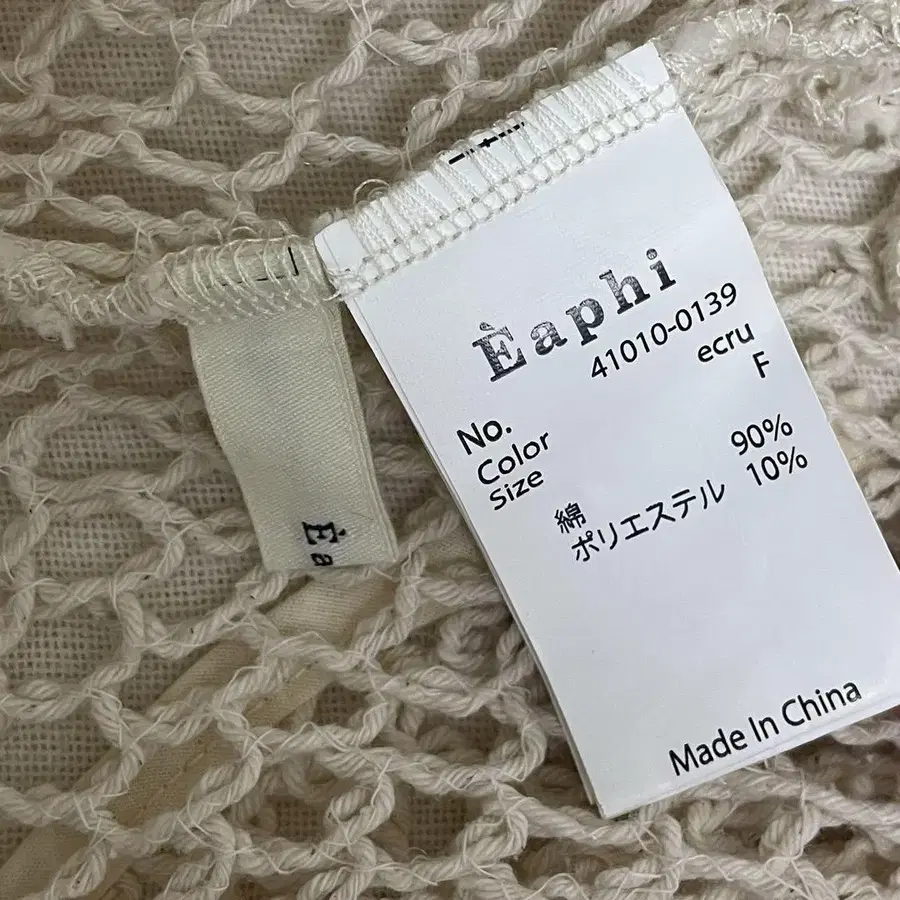 Èaphi
No. 41010-0139
Color ecru
Size F
綿 90%
ポリエステル 10%
Made In China
Èa